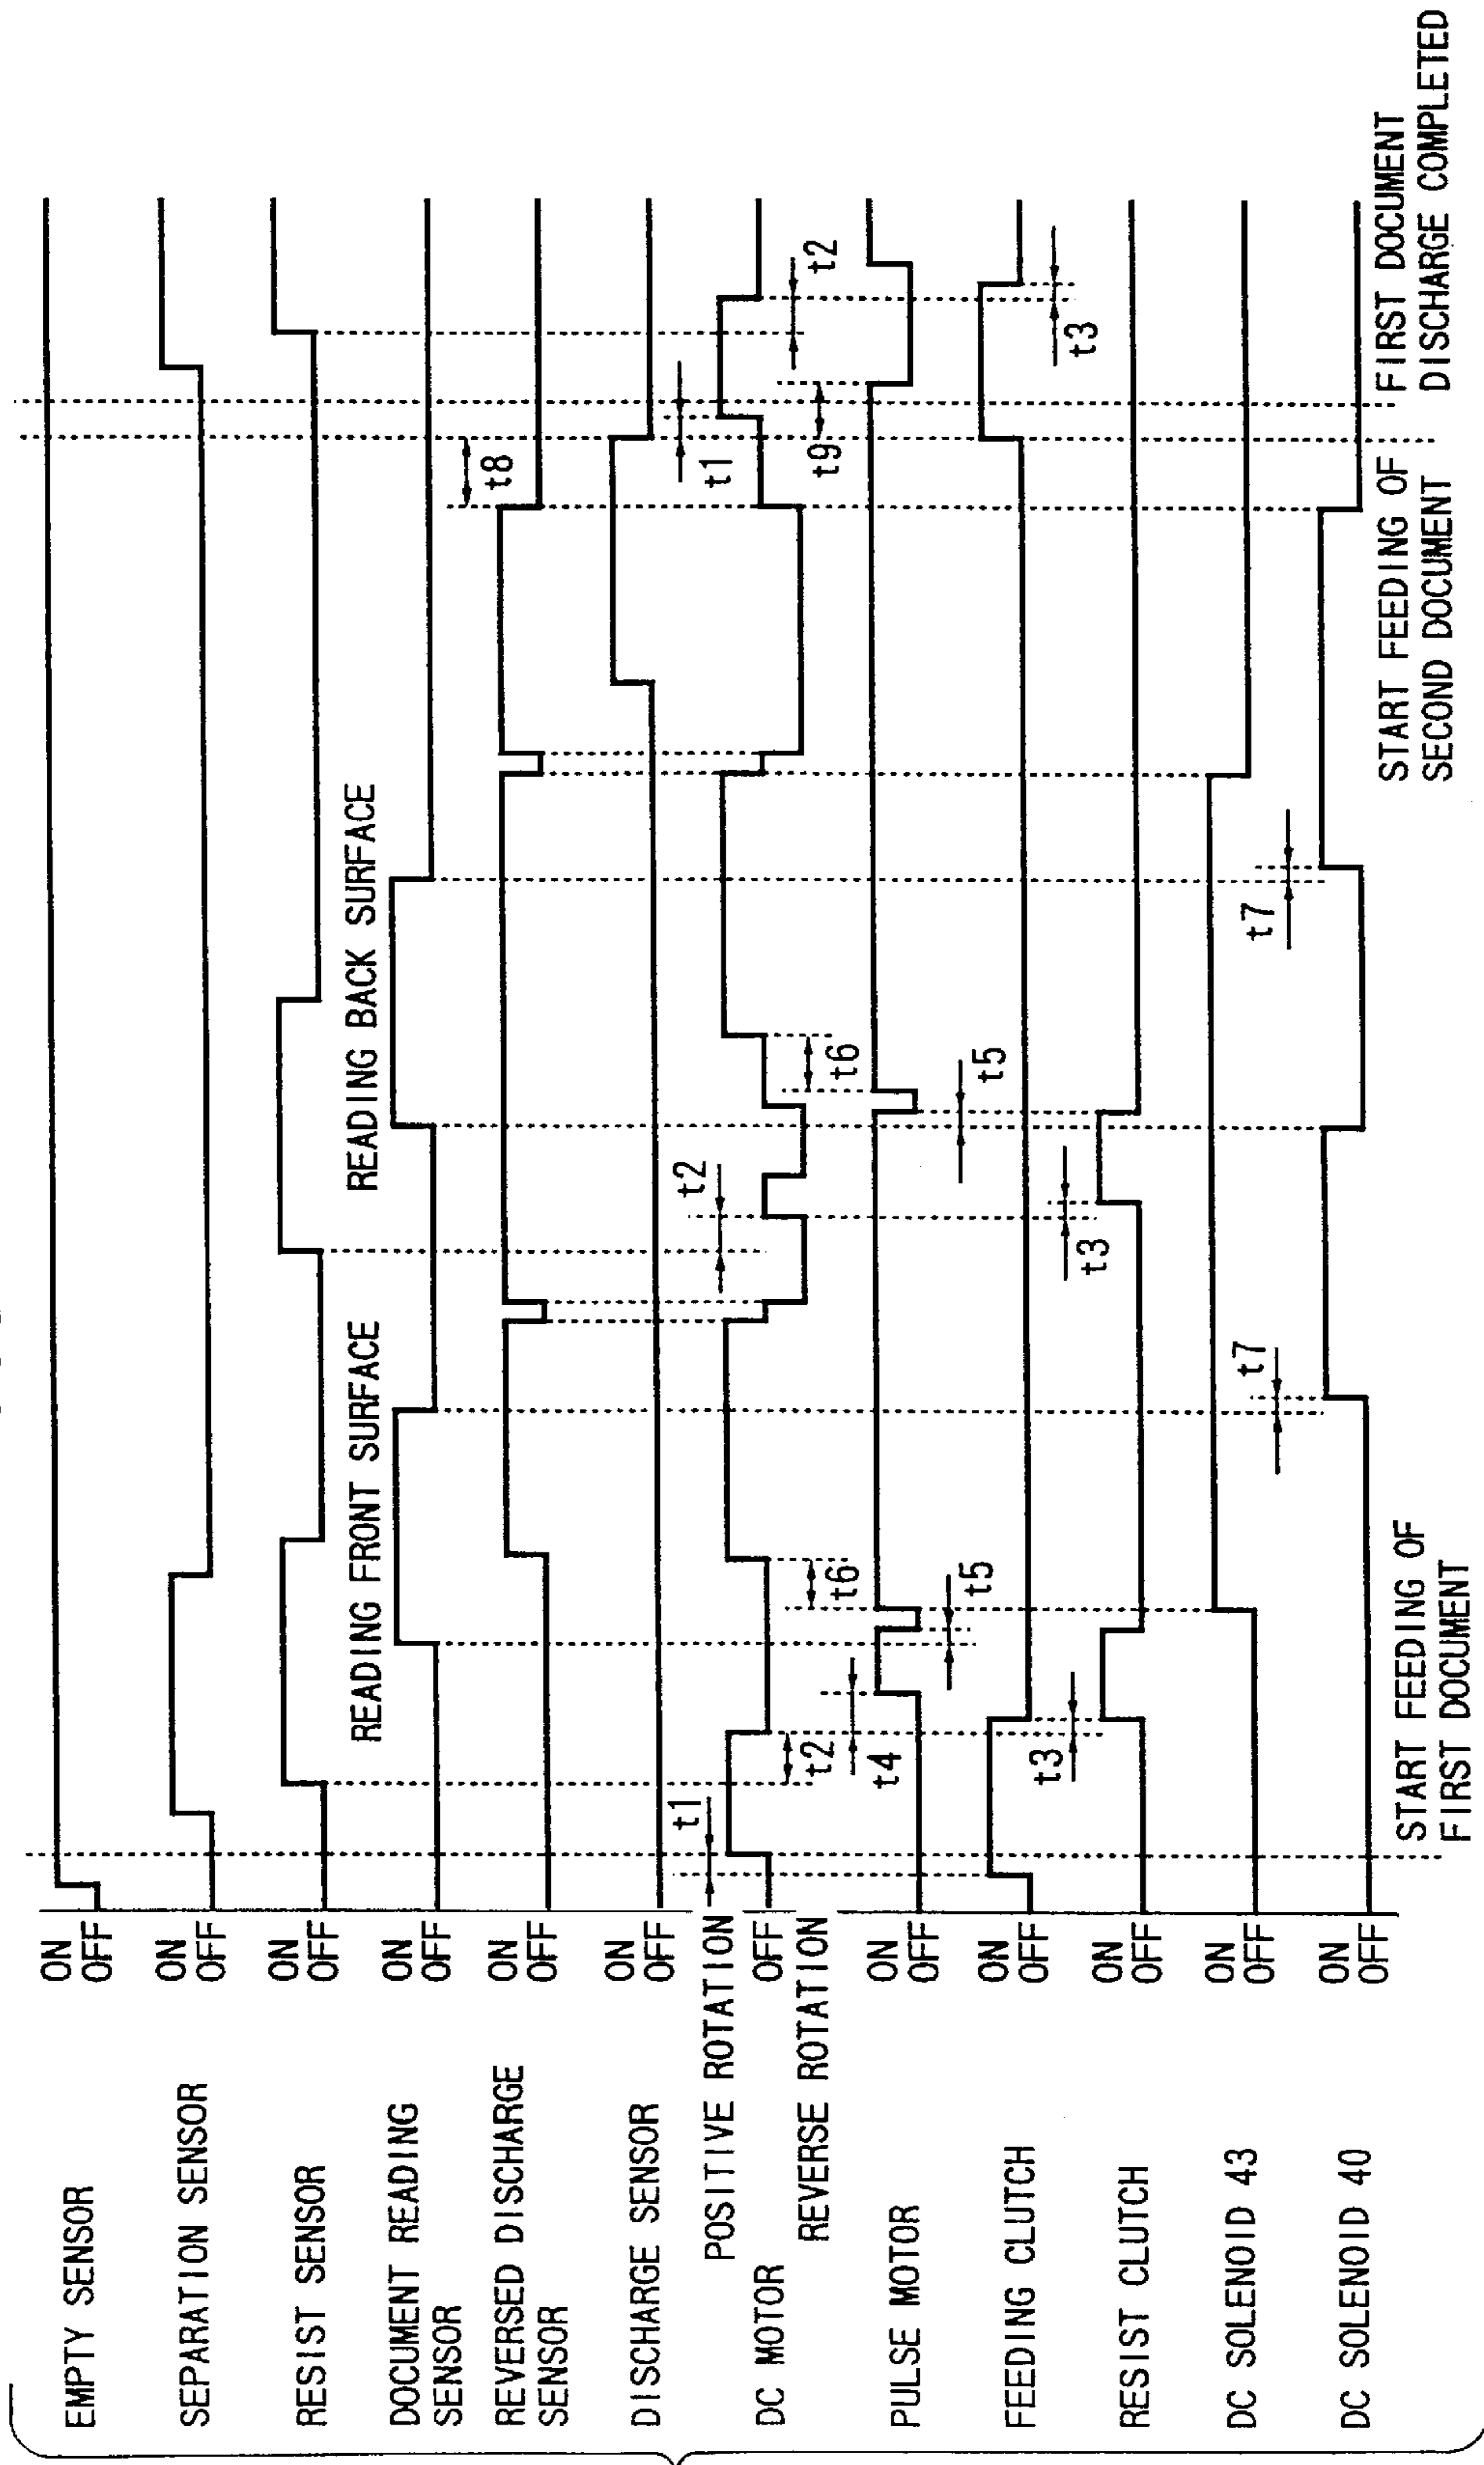 EMPTY SENSOR
ON
OFF
SEPARATION SENSOR
ON
OFF
RESIST SENSOR
ON
OFF
READING FRONT SURFACE
READING BACK SURFACE
DOCUMENT READING
SENSOR
ON
OFF
REVERSED DISCHARGE
SENSOR
ON
OFF
t8
DISCHARGE SENSOR
ON
OFF
t1
t2
t1
POSITIVE ROTATION
DC MOTOR
OFF
REVERSE ROTATION
t2
t6
t6
t9
t2
PULSE MOTOR
ON
OFF
t4
t5
t5
FEEDING CLUTCH
ON
OFF
t3
t3
t3
RESIST CLUTCH
ON
OFF
DC SOLENOID 43
ON
OFF
t7
t7
DC SOLENOID 40
ON
OFF
START FEEDING OF
FIRST DOCUMENT
START FEEDING OF
SECOND DOCUMENT
FIRST DOCUMENT
DISCHARGE COMPLETED